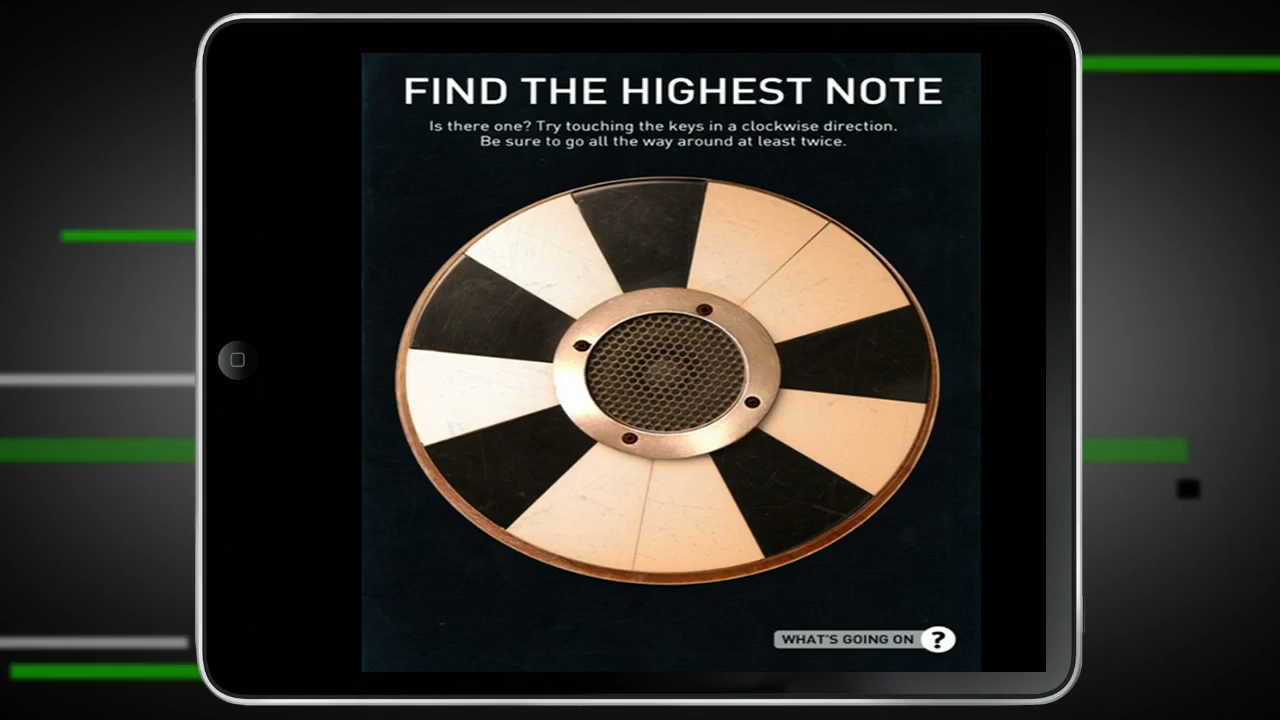 FIND THE HIGHEST NOTE
Is there one? Try touching the keys in a clockwise direction.
Be sure to go all the way around at least twice.
WHAT'S GOING ON ?